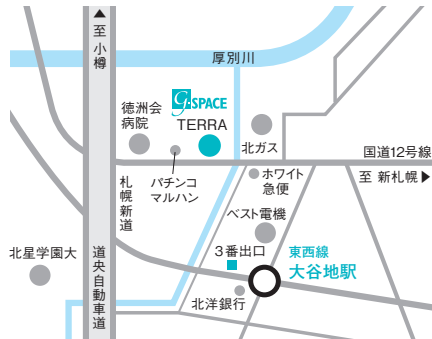 ▲至小樽
厚別川
徳洲会
病院
G-SPACE
TERRA
北ガス
国道12号線
至 新札幌▶
パチンコ
マルハン
ホワイト
急便
札幌新道
ベスト電機
3番出口
東西線
大谷地駅
北星学園大
道央自動車道
北洋銀行